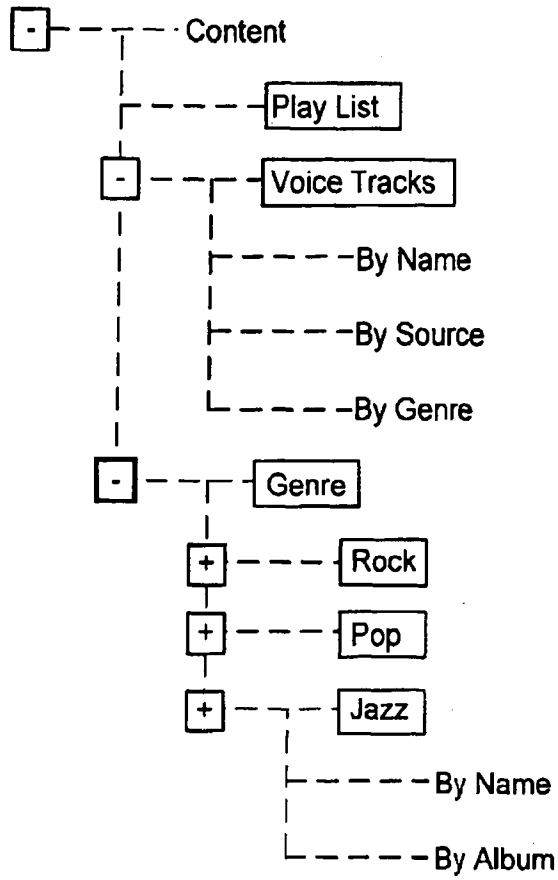 - Content
Play List
- Voice Tracks
By Name
By Source
By Genre
- Genre
+ Rock
+ Pop
+ Jazz
By Name
By Album